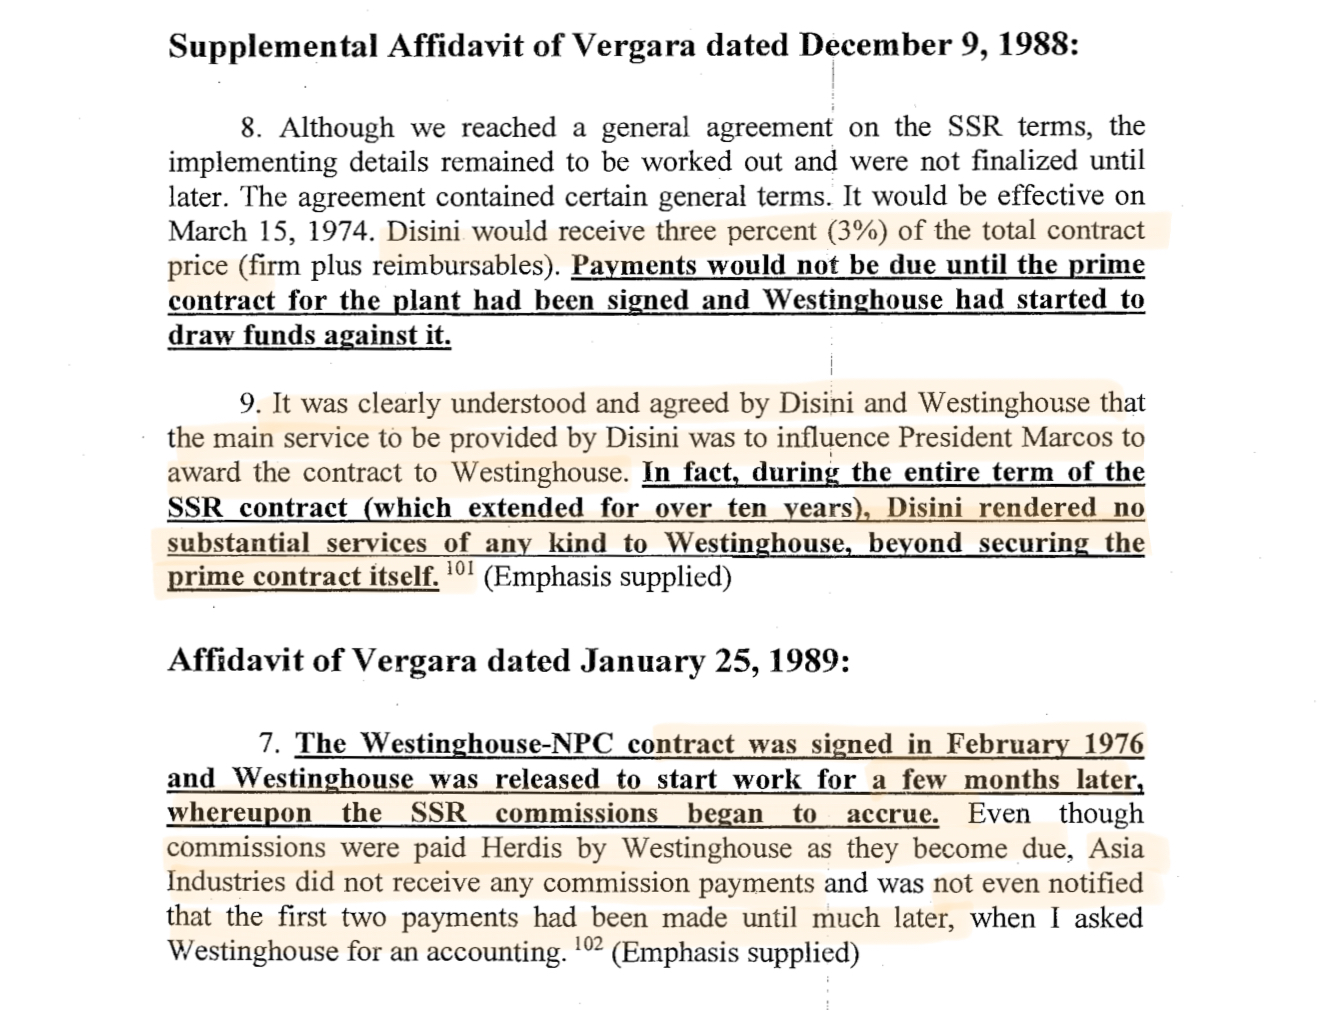 Supplemental Affidavit of Vergara dated December 9, 1988:
8. Although we reached a general agreement on the SSR terms, the
implementing details remained to be worked out and were not finalized until
later. The agreement contained certain general terms. It would be effective on
March 15, 1974. Disini would receive three percent (3%) of the total contract
price (firm plus reimbursables). Payments would not be due until the prime
contract for the plant had been signed and Westinghouse had started to
draw funds against it.
9. It was clearly understood and agreed by Disini and Westinghouse that
the main service to be provided by Disini was to influence President Marcos to
award the contract to Westinghouse. In fact, during the entire term of the
SSR contract (which extended for over ten years), Disini rendered no
substantial services of any kind to Westinghouse, beyond securing the
prime contract itself. 101 (Emphasis supplied)
Affidavit of Vergara dated January 25, 1989:
7. The Westinghouse-NPC contract was signed in February 1976
and Westinghouse was released to start work for a few months later,
whereupon the SSR commissions began to accrue. Even though
commissions were paid Herdis by Westinghouse as they become due, Asia
Industries did not receive any commission payments and was not even notified
that the first two payments had been made until much later, when I asked
Westinghouse for an accounting. 102 (Emphasis supplied)